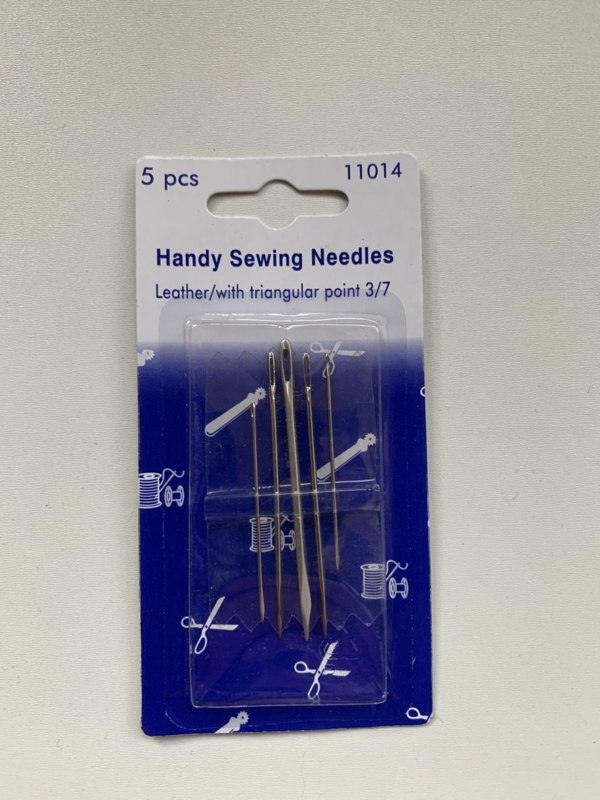 5 pcs 11014
Handy Sewing Needles
Leather/with triangular point 3/7